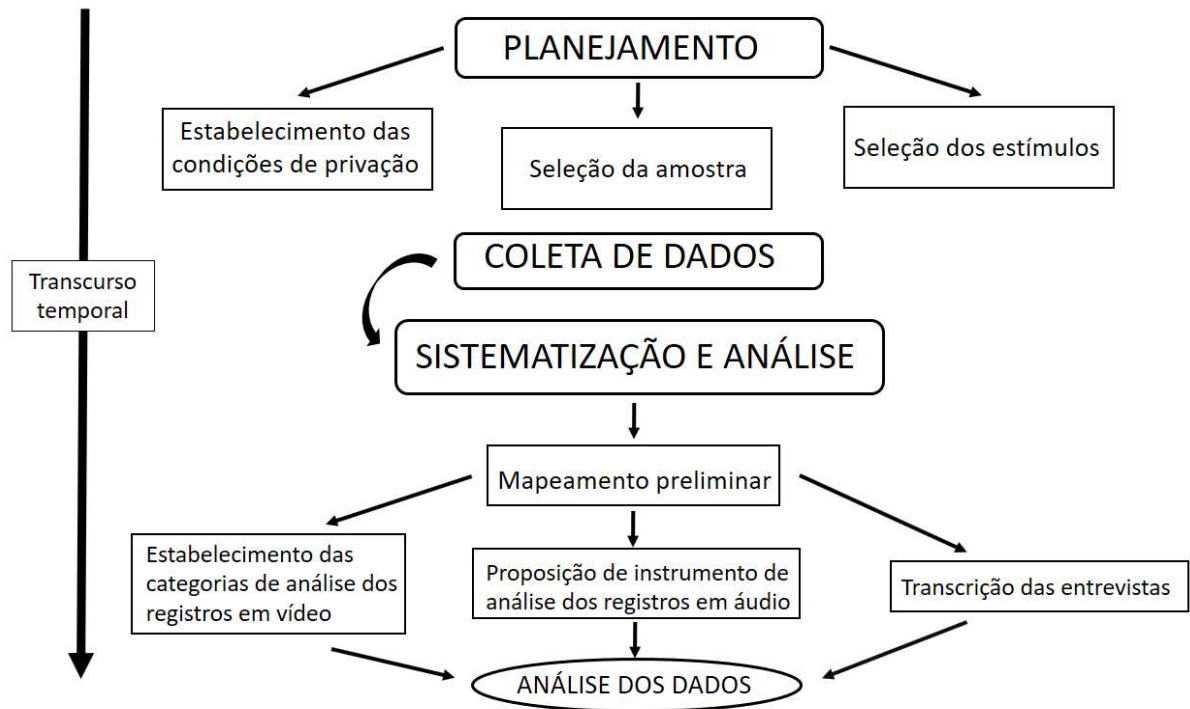 PLANEJAMENTO
Estabelecimento das
condições de privação
Seleção da amostra
Seleção dos estímulos
COLETA DE DADOS
Transcurso
temporal
SISTEMATIZAÇÃO E ANÁLISE
Mapeamento preliminar
Estabelecimento das
categorias de análise dos
registros em vídeo
Proposição de instrumento de
análise dos registros em áudio
Transcrição das entrevistas
ANÁLISE DOS DADOS